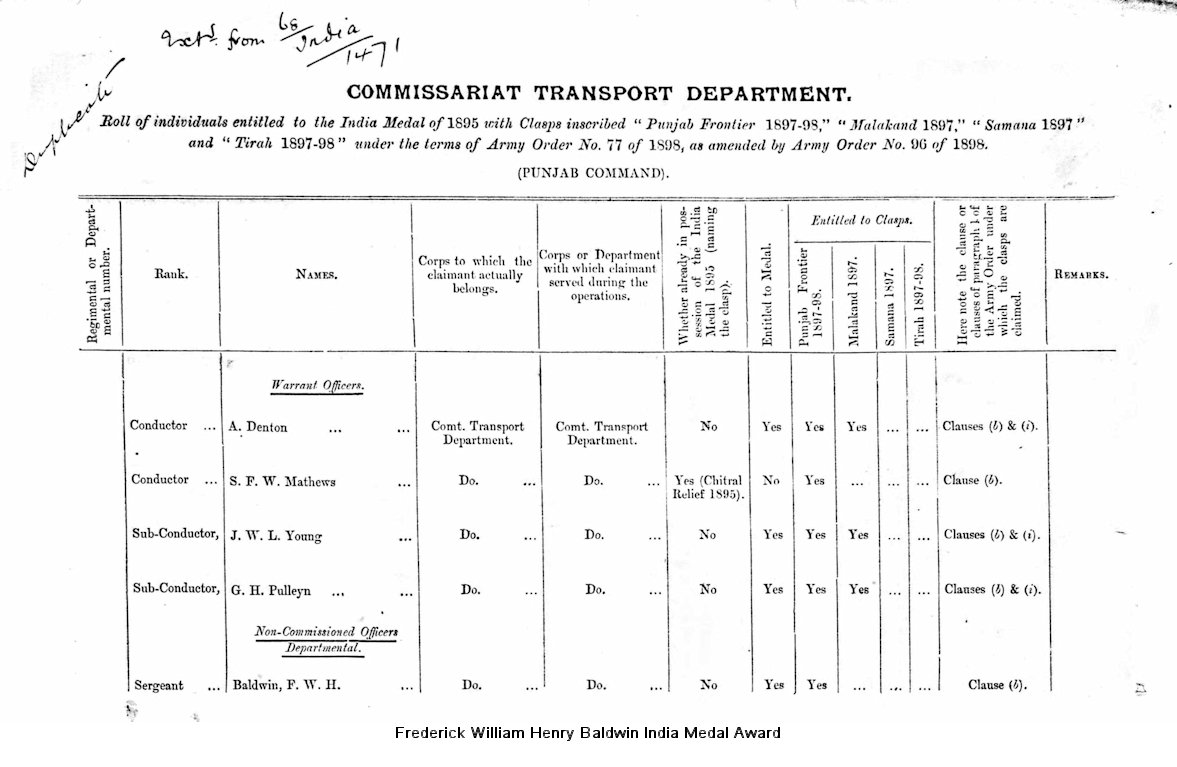 Extd. from 68/India/1471
Duplicate
COMMISSARIAT TRANSPORT DEPARTMENT.
Roll of individuals entitled to the India Medal of 1895 with Clasps inscribed "Punjab Frontier 1897-98," "Malakand 1897," "Samana 1897"
and "Tirah 1897-98" under the terms of Army Order No. 77 of 1898, as amended by Army Order No. 96 of 1898.
(PUNJAB COMMAND).
Regimental or Depart-
mental number.
Rank.
NAMES.
Corps to which the
claimant actually
belongs.
Corps or Department
with which claimant
served during the
operations.
Whether already in pos-
session of the India
Medal 1895 (naming
the clasp).
Entitled to Medal.
Entitled to Clasps.
Punjab Frontier
1897-98.
Malakand 1897.
Samana 1897.
Tirah 1897-98.
Here note the clause or
clauses of paragraph 1 of
the Army Order under
which the clasps are
claimed.
REMARKS.
Warrant Officers.
Conductor ... A. Denton ... ... Comt. Transport Department. Comt. Transport Department. No Yes Yes Yes ... ... Clauses (b) & (i).
Conductor ... S. F. W. Mathews ... Do. ... Do. ... Yes (Chitral Relief 1895). No Yes ... ... ... Clause (b).
Sub-Conductor, J. W. L. Young ... Do. ... Do. ... No Yes Yes Yes ... ... Clauses (b) & (i).
Sub-Conductor, G. H. Pulleyn ... ... Do. ... Do. ... No Yes Yes Yes ... ... Clauses (b) & (i).
Non-Commissioned Officers
Departmental.
Sergeant ... Baldwin, F. W. H. ... Do. ... Do. ... No Yes Yes ... ... ... Clause (b).
Frederick William Henry Baldwin India Medal Award